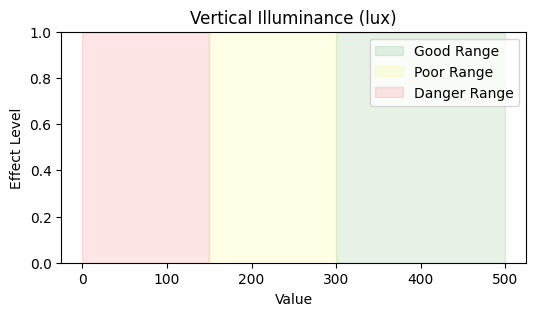 Vertical Illuminance (lux)
1.0
0.8
0.6
0.4
0.2
0.0
Effect Level
Good Range
Poor Range
Danger Range
0 100 200 300 400 500
Value